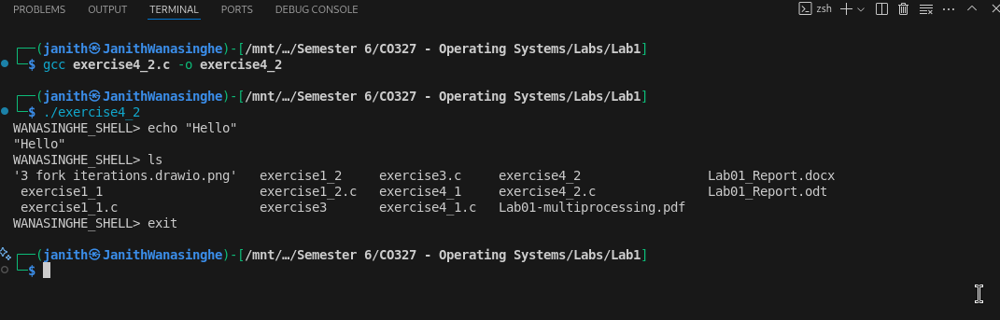 PROBLEMS OUTPUT TERMINAL PORTS DEBUG CONSOLE zsh
┌──(janith㉿JanithWanasinghe)-[/mnt/…/Semester 6/CO327 - Operating Systems/Labs/Lab1]
└─$ gcc exercise4_2.c -o exercise4_2
┌──(janith㉿JanithWanasinghe)-[/mnt/…/Semester 6/CO327 - Operating Systems/Labs/Lab1]
└─$ ./exercise4_2
WANASINGHE_SHELL> echo "Hello"
"Hello"
WANASINGHE_SHELL> ls
'3 fork iterations.drawio.png' exercise1_2 exercise3.c exercise4_2 Lab01_Report.docx
exercise1_1 exercise1_2.c exercise4_1 exercise4_2.c Lab01_Report.odt
exercise1_1.c exercise3 exercise4_1.c Lab01-multiprocessing.pdf
WANASINGHE_SHELL> exit
┌──(janith㉿JanithWanasinghe)-[/mnt/…/Semester 6/CO327 - Operating Systems/Labs/Lab1]
└─$